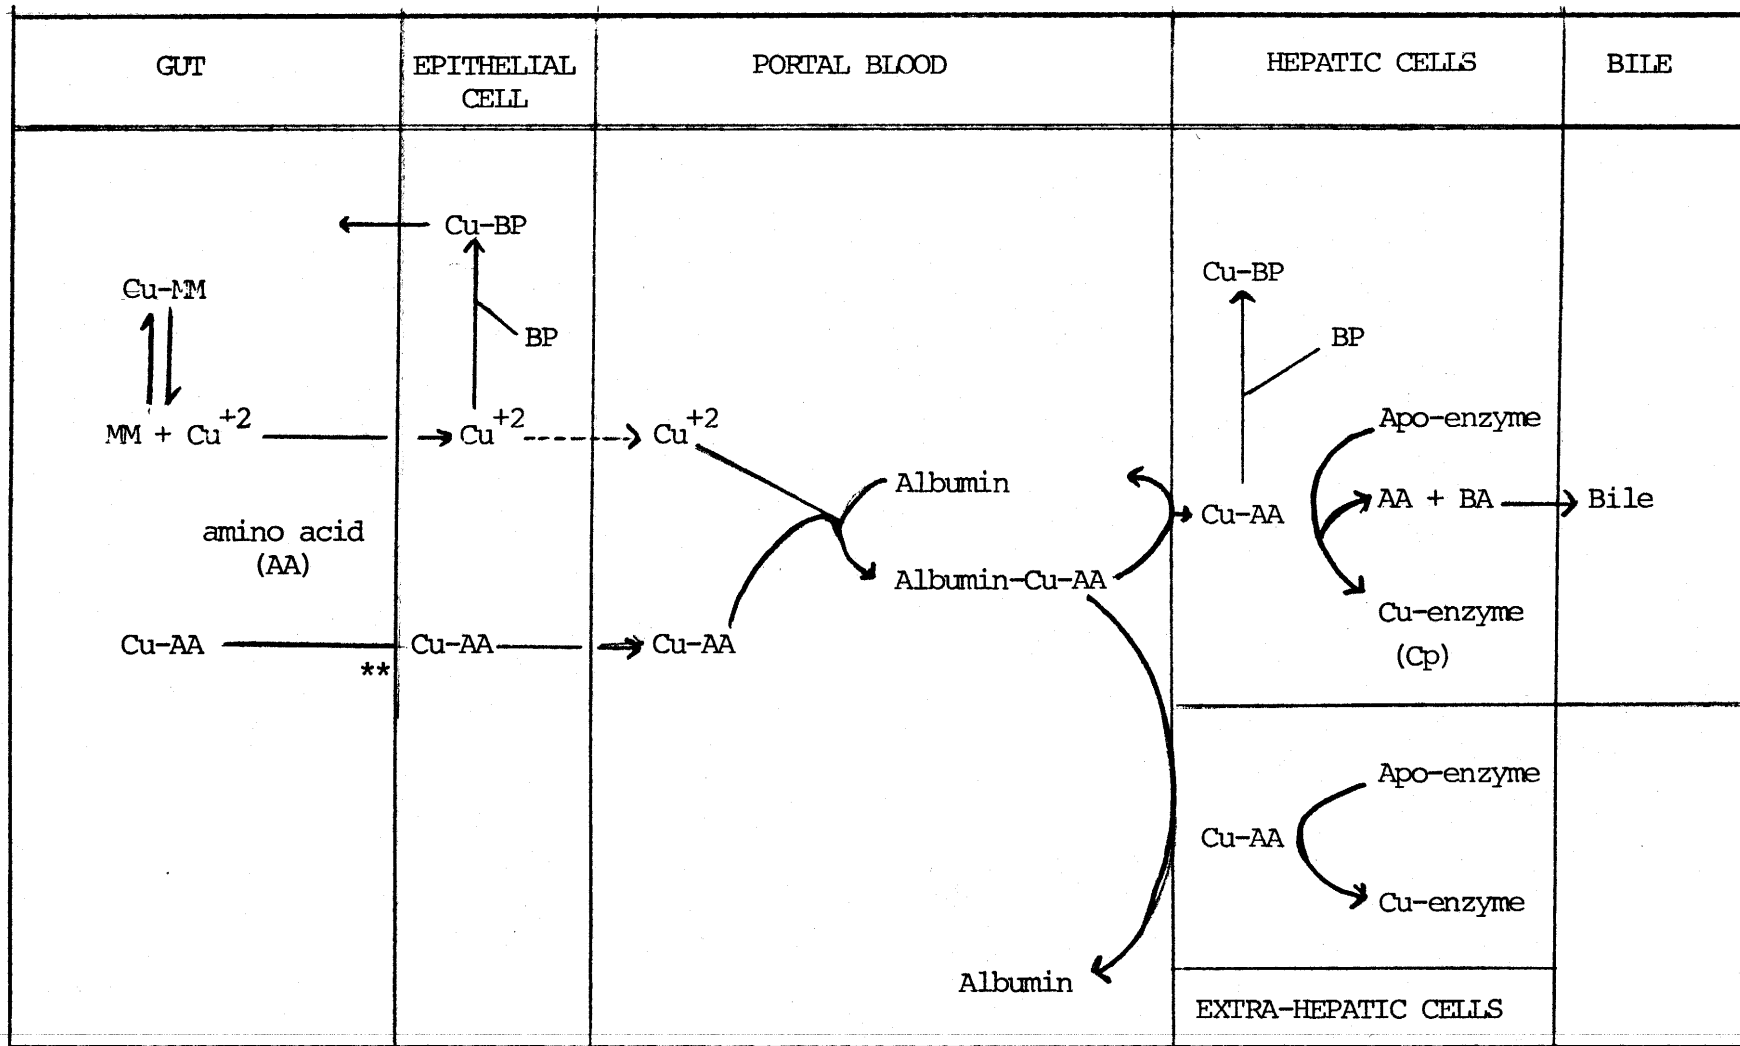 GUT
EPITHELIAL
CELL
PORTAL BLOOD
HEPATIC CELLS
BILE
Cu-BP
Cu-MM
BP
MM + Cu+2
Cu+2
Cu+2
amino acid
(AA)
Cu-AA
**
Cu-AA
Cu-AA
Albumin
Albumin-Cu-AA
Albumin
Cu-BP
BP
Apo-enzyme
Cu-AA
AA + BA
Bile
Cu-enzyme
(Cp)
Apo-enzyme
Cu-AA
Cu-enzyme
EXTRA-HEPATIC CELLS